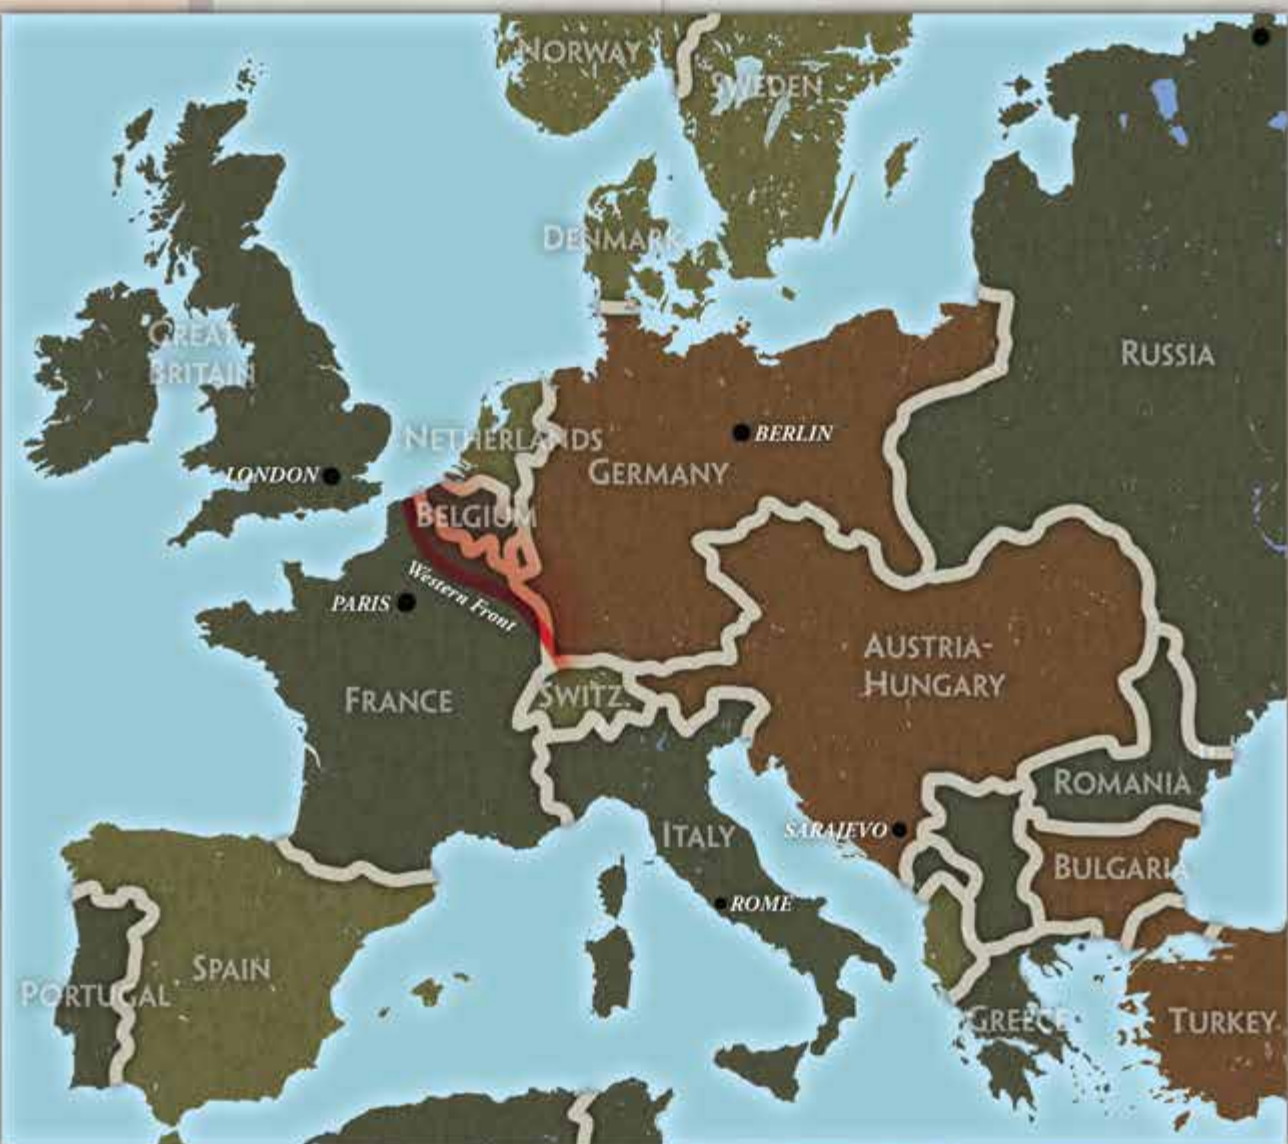 NORWAY
SWEDEN
DENMARK
GREAT
BRITAIN
RUSSIA
NETHERLANDS
BERLIN
GERMANY
LONDON
BELGIUM
Western Front
PARIS
AUSTRIA-
HUNGARY
FRANCE
SWITZ.
ROMANIA
ITALY
SARAJEVO
BULGARIA
ROME
SPAIN
PORTUGAL
GREECE
TURKEY